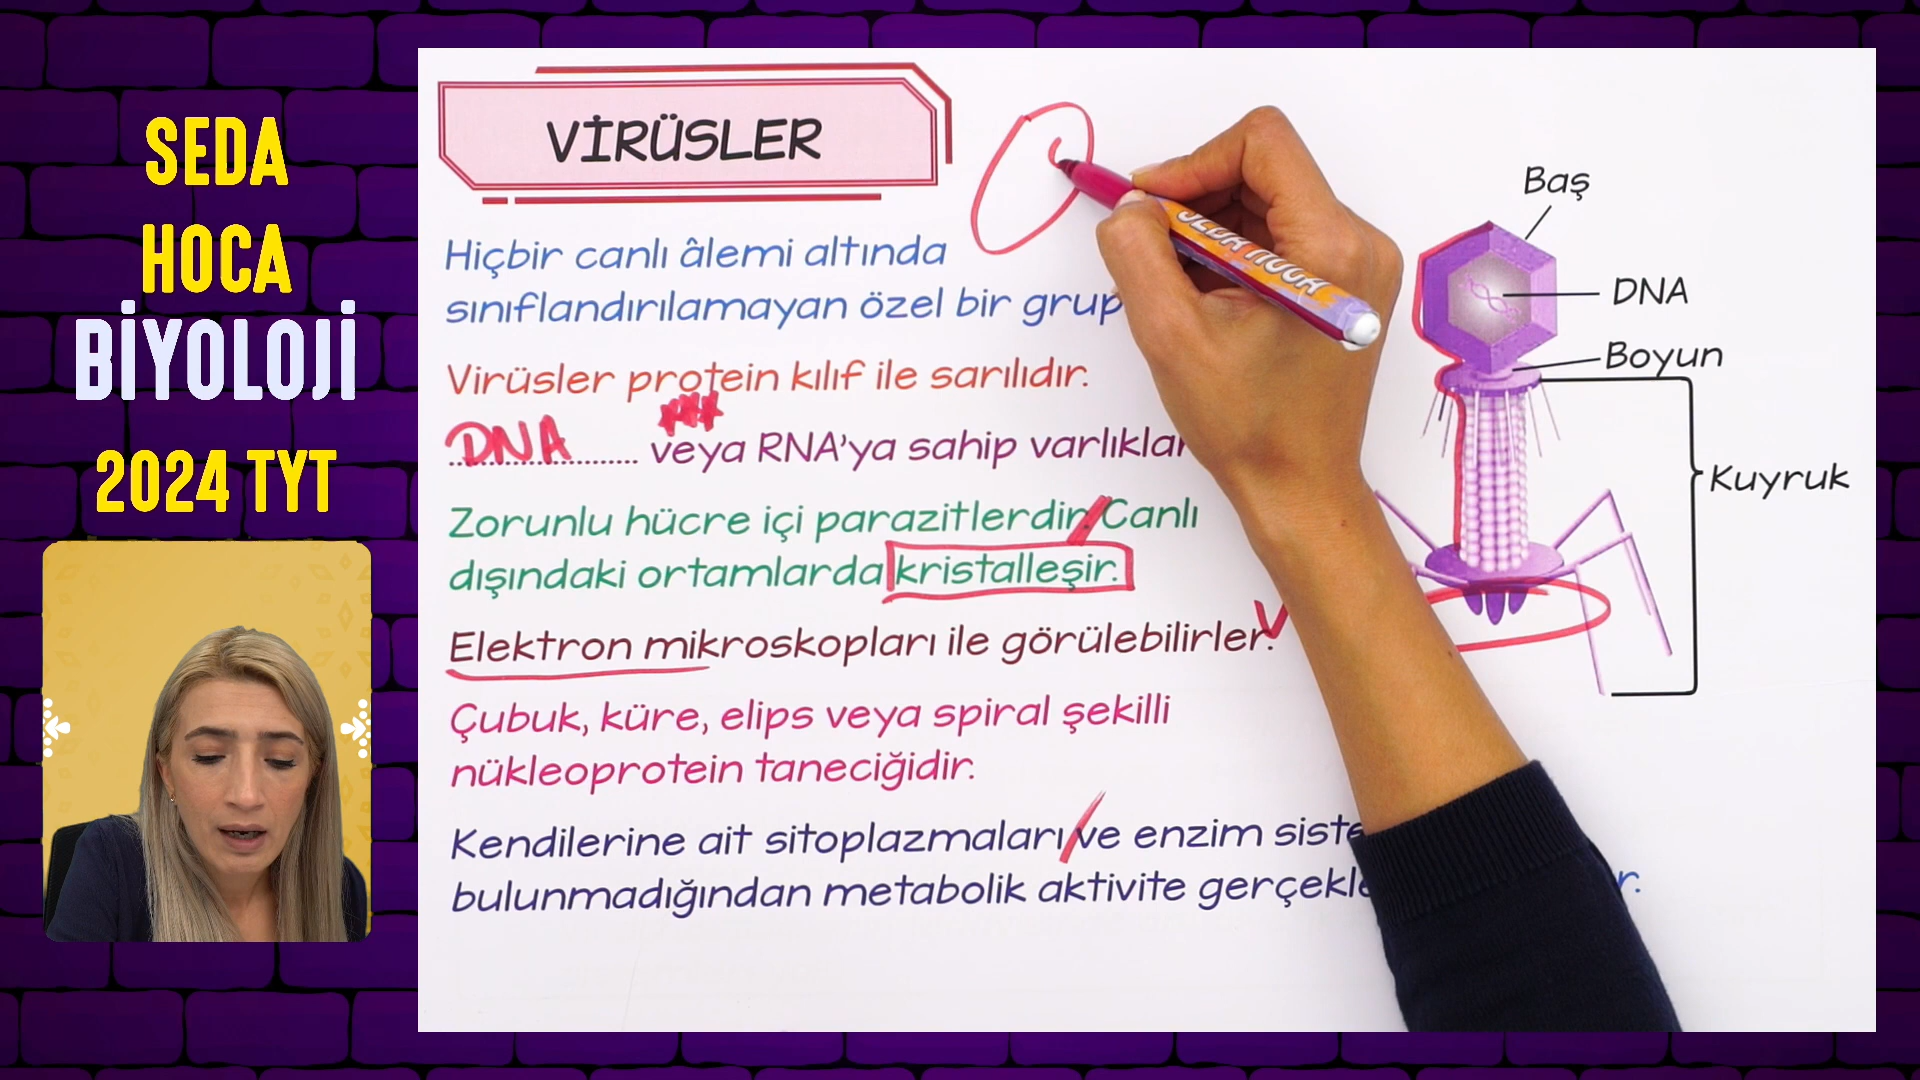 SEDA
HOCA
BİYOLOJİ
2024 TYT
VİRÜSLER
Hiçbir canlı âlemi altında
sınıflandırılamayan özel bir grup
Virüsler protein kılıf ile sarılıdır.
DNA veya RNA'ya sahip varlıklar
Zorunlu hücre içi parazitlerdir. Canlı
dışındaki ortamlarda kristalleşir.
Elektron mikroskopları ile görülebilirler.
Çubuk, küre, elips veya spiral şekilli
nükleoprotein taneciğidir.
Kendilerine ait sitoplazmaları ve enzim
bulunmadığından metabolik aktivite
Baş
DNA
Boyun
Kuyruk
SEDA HOCA